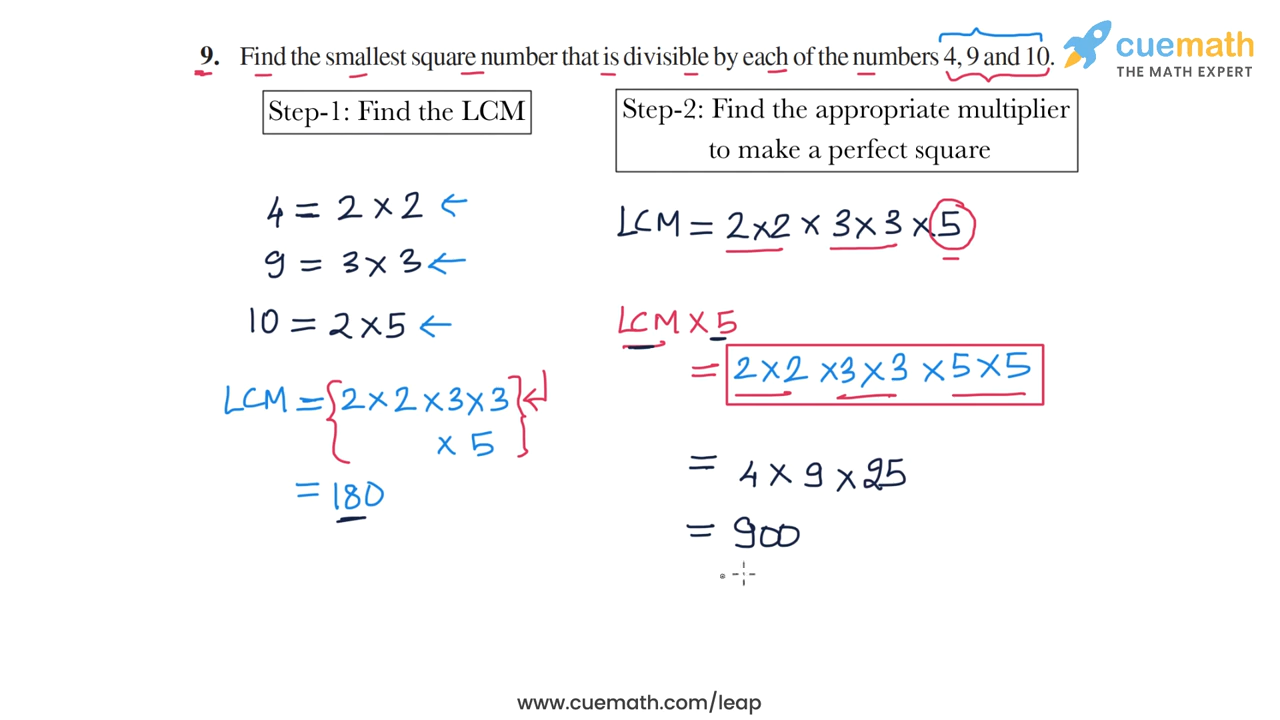 9. Find the smallest square number that is divisible by each of the numbers 4, 9 and 10.
cuemath
THE MATH EXPERT
Step-1: Find the LCM
4 = 2 × 2 ←
9 = 3 × 3 ←
10 = 2 × 5 ←
LCM = {2 × 2 × 3 × 3
× 5}
= 180
Step-2: Find the appropriate multiplier
to make a perfect square
LCM = 2 × 2 × 3 × 3 × 5
LCM × 5
= 2 × 2 × 3 × 3 × 5 × 5
= 4 × 9 × 25
= 900
www.cuemath.com/leap